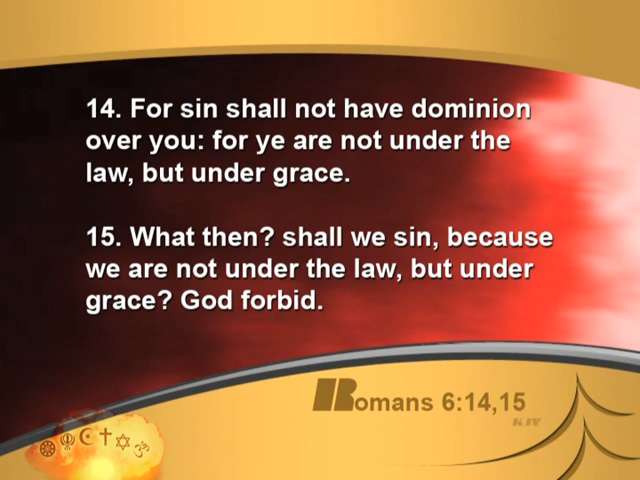 14. For sin shall not have dominion
over you: for ye are not under the
law, but under grace.
15. What then? shall we sin, because
we are not under the law, but under
grace? God forbid.
Romans 6:14,15
KJV